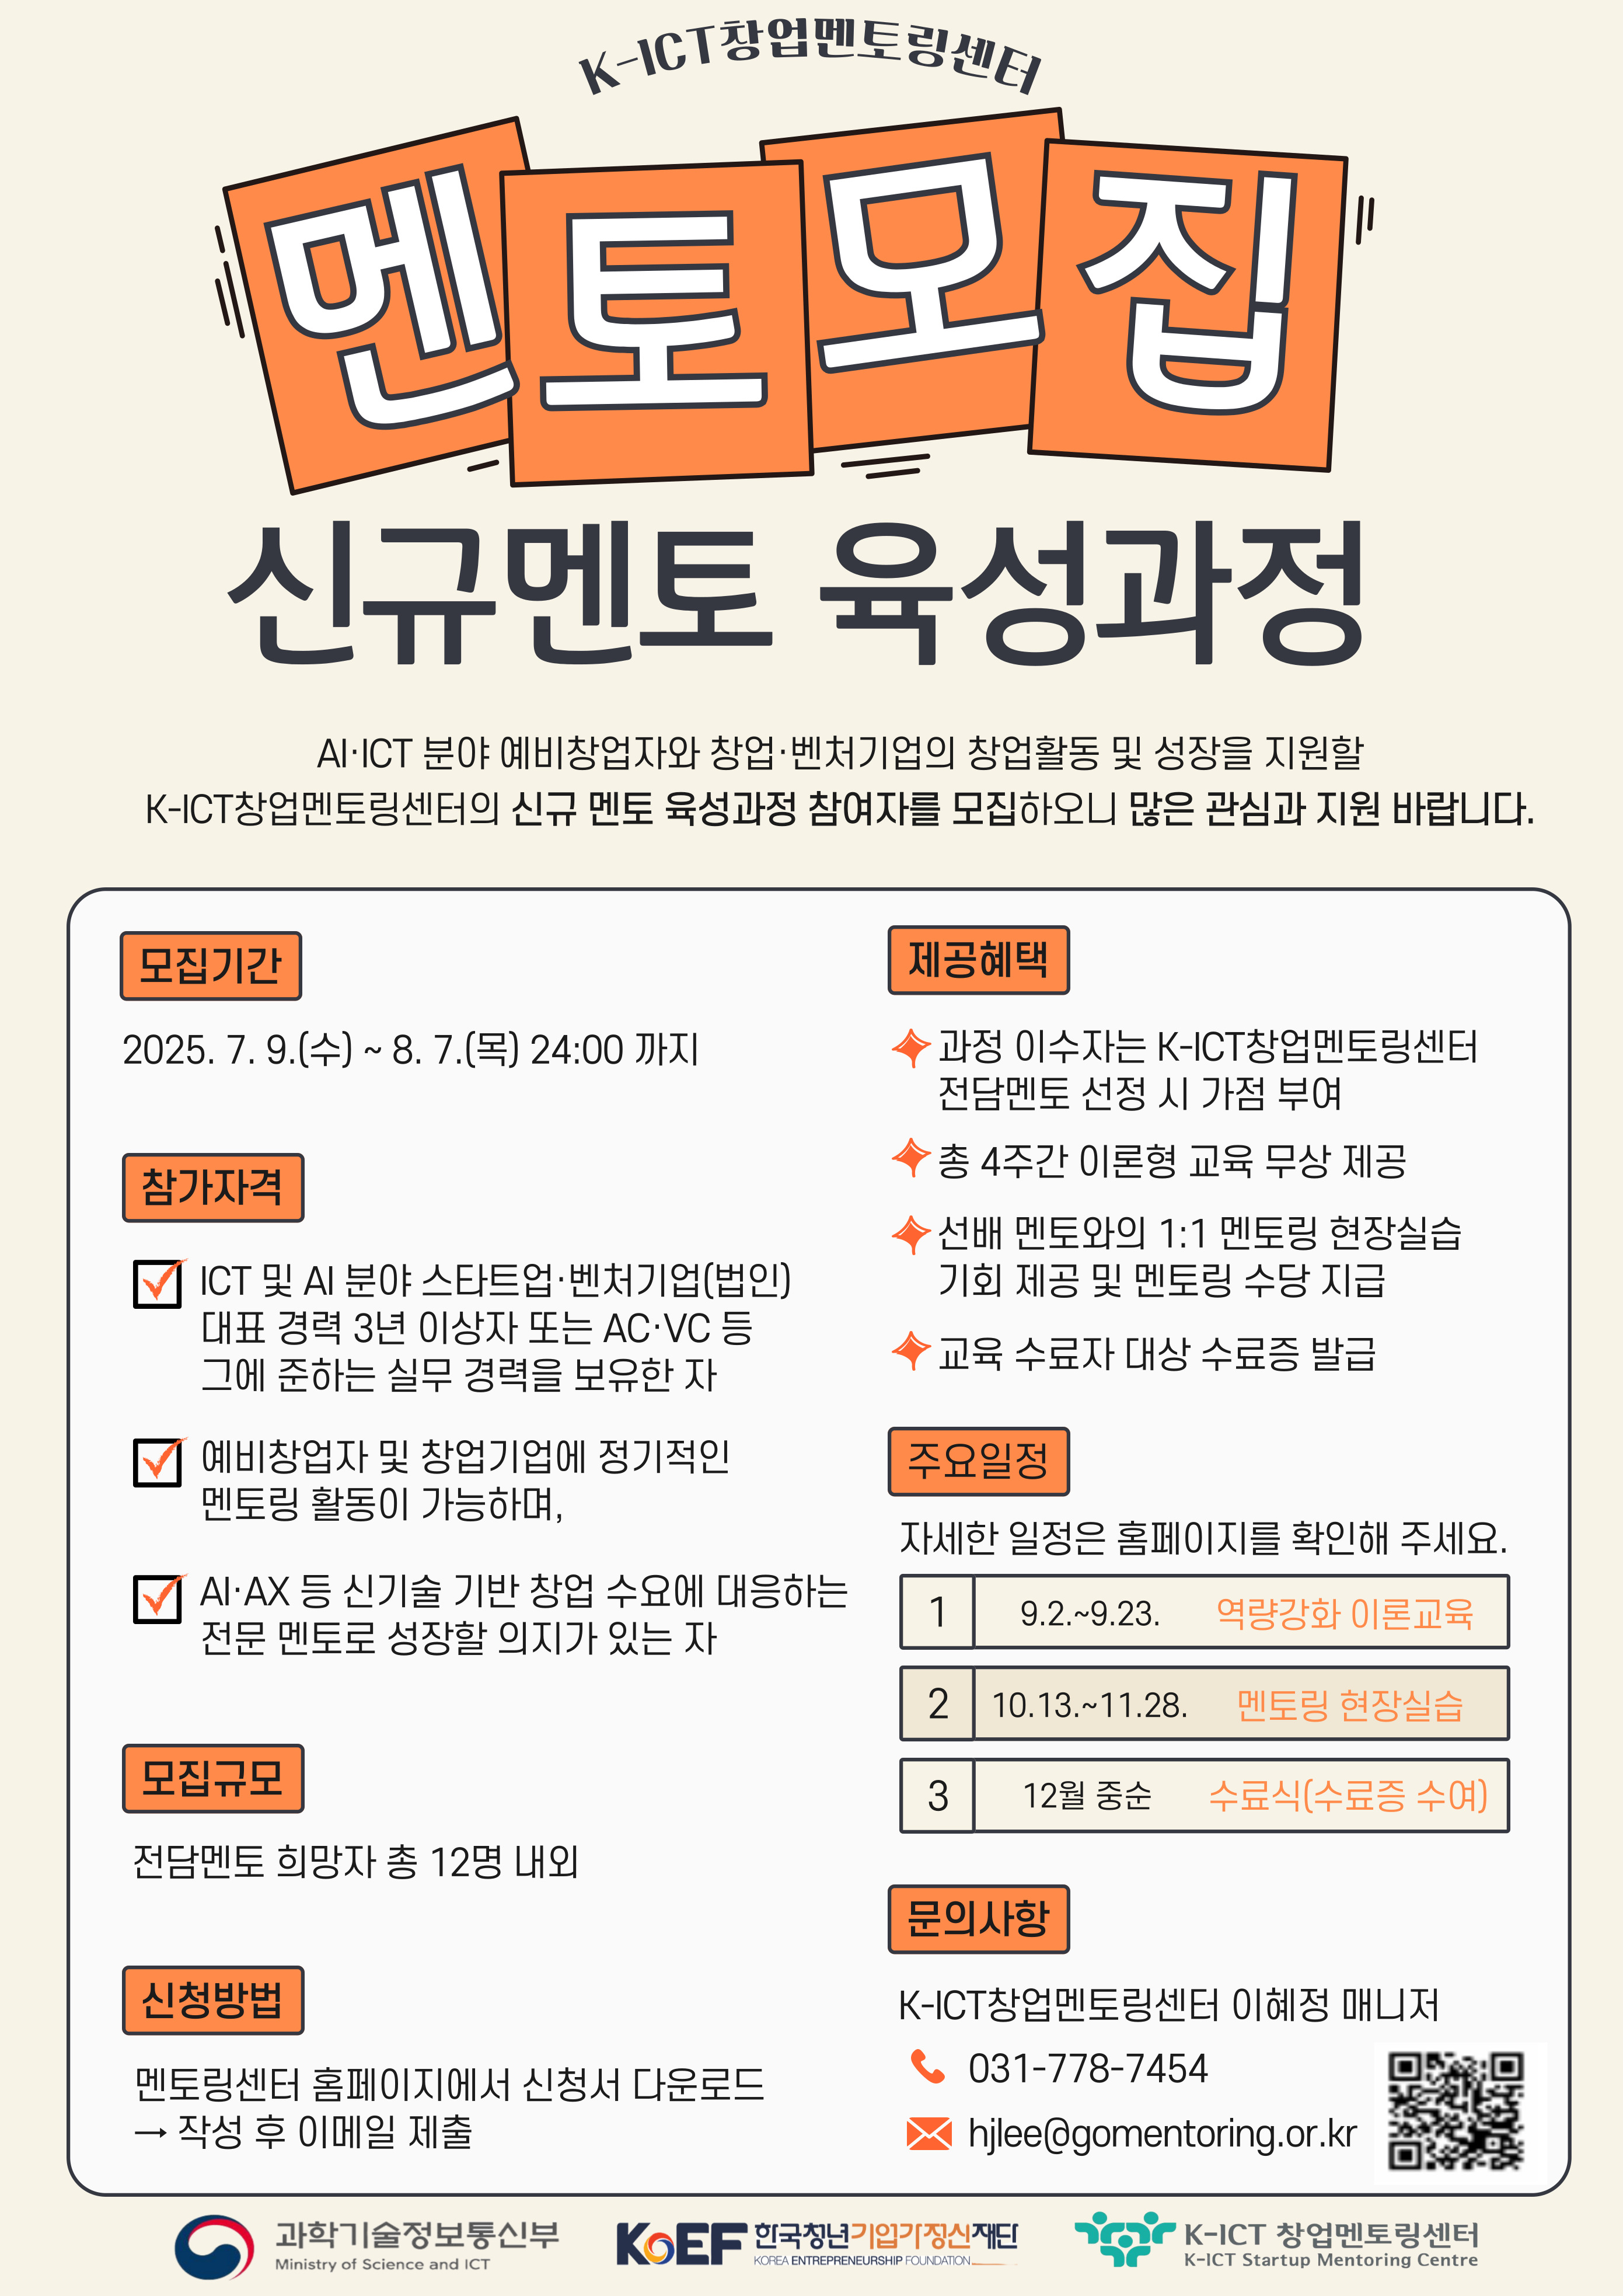 K-ICT창업멘토링센터
멘토모집
신규멘토 육성과정
AI·ICT 분야 예비창업자와 창업·벤처기업의 창업활동 및 성장을 지원할
K-ICT창업멘토링센터의 신규 멘토 육성과정 참여자를 모집하오니 많은 관심과 지원 바랍니다.
모집기간
2025. 7. 9.(수) ~ 8. 7.(목) 24:00 까지
참가자격
ICT 및 AI 분야 스타트업·벤처기업(법인)
대표 경력 3년 이상자 또는 AC·VC 등
그에 준하는 실무 경력을 보유한 자
예비창업자 및 창업기업에 정기적인
멘토링 활동이 가능하며,
AI·AX 등 신기술 기반 창업 수요에 대응하는
전문 멘토로 성장할 의지가 있는 자
모집규모
전담멘토 희망자 총 12명 내외
신청방법
멘토링센터 홈페이지에서 신청서 다운로드
→ 작성 후 이메일 제출
제공혜택
과정 이수자는 K-ICT창업멘토링센터
전담멘토 선정 시 가점 부여
총 4주간 이론형 교육 무상 제공
선배 멘토와의 1:1 멘토링 현장실습
기회 제공 및 멘토링 수당 지급
교육 수료자 대상 수료증 발급
주요일정
자세한 일정은 홈페이지를 확인해 주세요.
1 9.2.~9.23. 역량강화 이론교육
2 10.13.~11.28. 멘토링 현장실습
3 12월 중순 수료식(수료증 수여)
문의사항
K-ICT창업멘토링센터 이혜정 매니저
031-778-7454
hjlee@gomentoring.or.kr
과학기술정보통신부
Ministry of Science and ICT
KOEF 한국청년기업가정신재단
KOREA ENTREPRENEURSHIP FOUNDATION
K-ICT 창업멘토링센터
K-ICT Startup Mentoring Centre